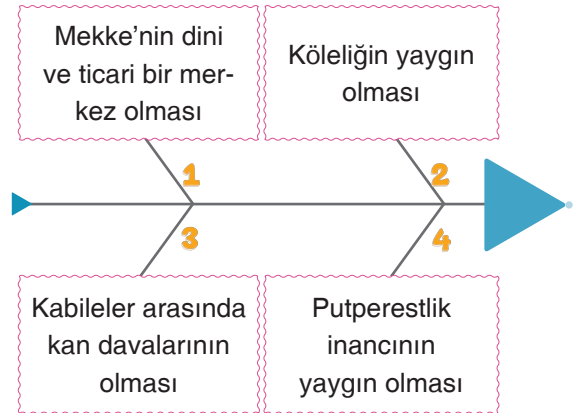 Mekke’nin dini
ve ticari bir mer-
kez olması
Köleliğin yaygın
olması
1
2
3
4
Kabileler arasında
kan davalarının
olması
Putperestlik
inancının
yaygın olması